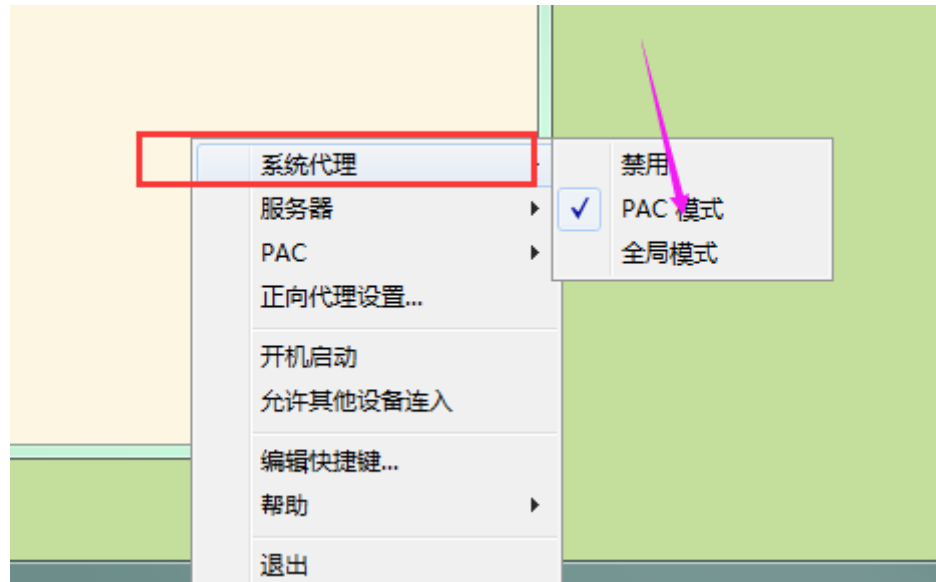 系统代理
服务器
PAC
正向代理设置...
开机启动
允许其他设备连入
编辑快捷键...
帮助
退出
禁用
PAC 模式
全局模式